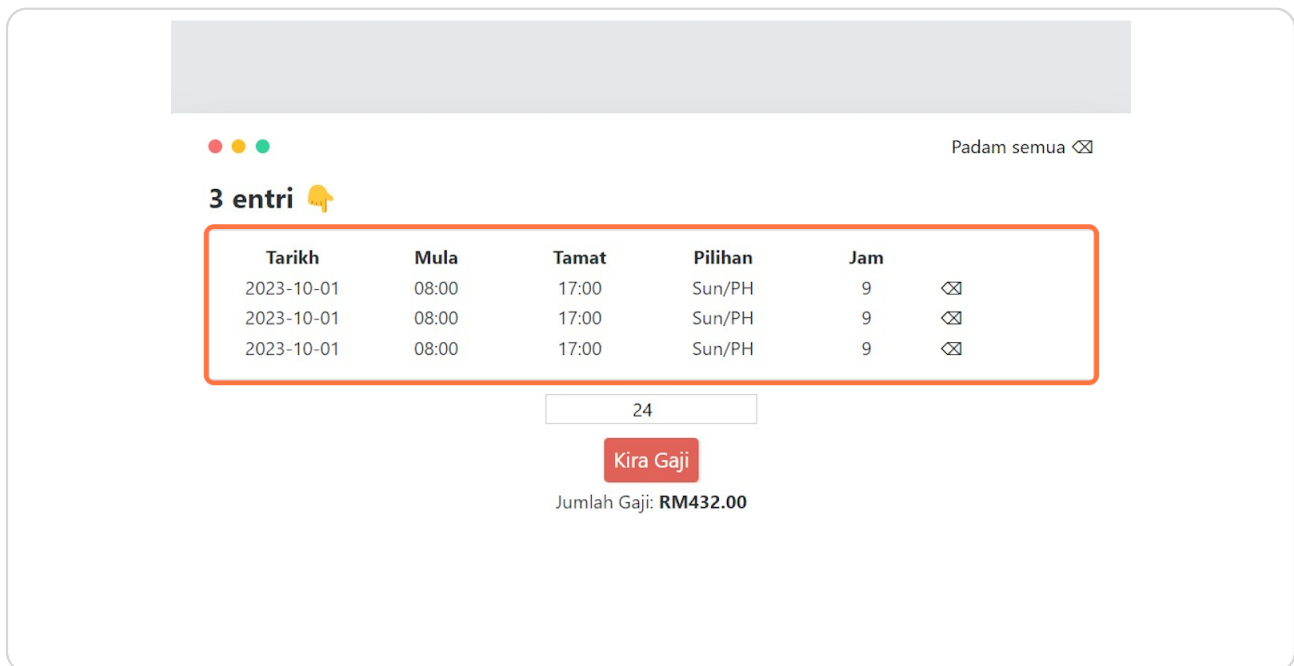 Padam semua ⌫
3 entri 👇
Tarikh Mula Tamat Pilihan Jam
2023-10-01 08:00 17:00 Sun/PH 9 ⌫
2023-10-01 08:00 17:00 Sun/PH 9 ⌫
2023-10-01 08:00 17:00 Sun/PH 9 ⌫
24
Kira Gaji
Jumlah Gaji: RM432.00